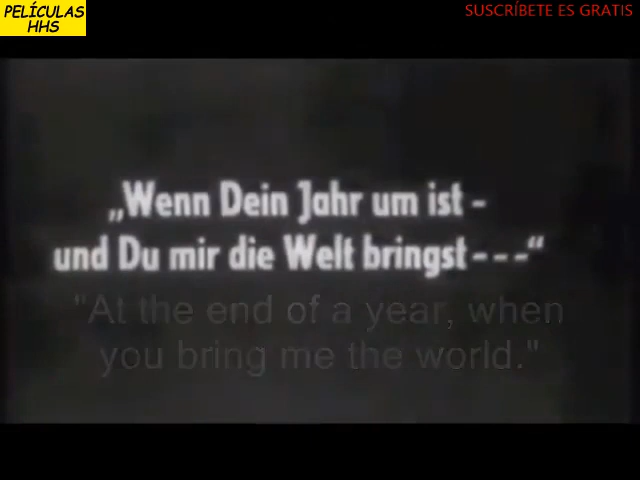 PELÍCULAS
HHS
SUSCRÍBETE ES GRATIS
„Wenn Dein Jahr um ist -
und Du mir die Welt bringst - - -“
"At the end of a year, when
you bring me the world."